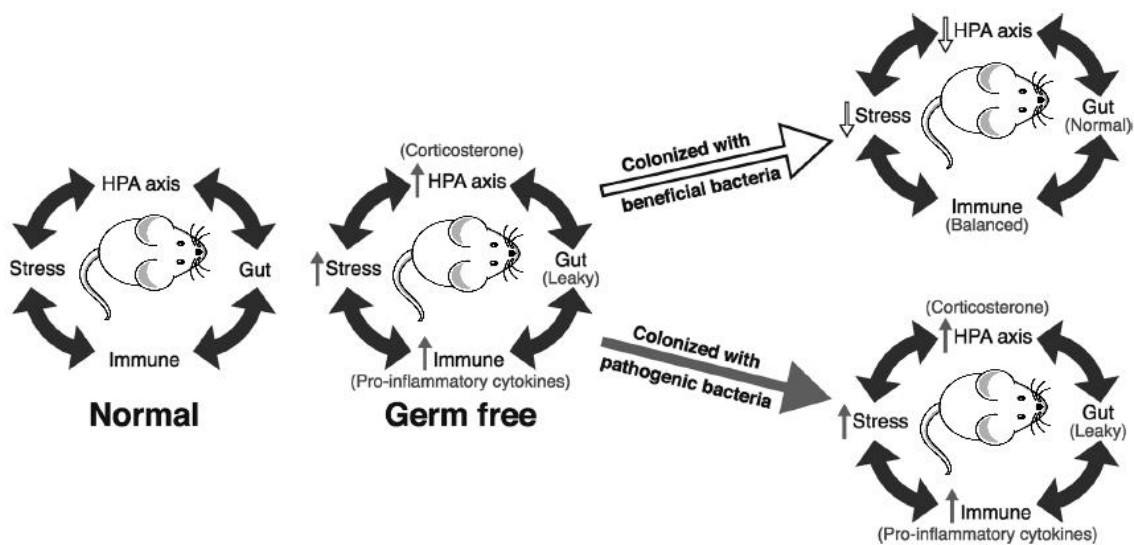 HPA axis
Stress
Gut
Immune
Normal
(Corticosterone)
HPA axis
Stress
Gut
(Leaky)
Immune
(Pro-inflammatory cytokines)
Germ free
Colonized with
beneficial bacteria
HPA axis
Stress
Gut
(Normal)
Immune
(Balanced)
Colonized with
pathogenic bacteria
(Corticosterone)
HPA axis
Stress
Gut
(Leaky)
Immune
(Pro-inflammatory cytokines)